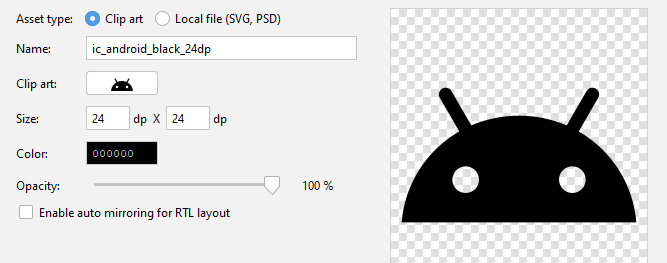 Asset type: Clip art Local file (SVG, PSD)
Name: ic_android_black_24dp
Clip art:
Size: 24 dp X 24 dp
Color: 000000
Opacity: 100 %
Enable auto mirroring for RTL layout